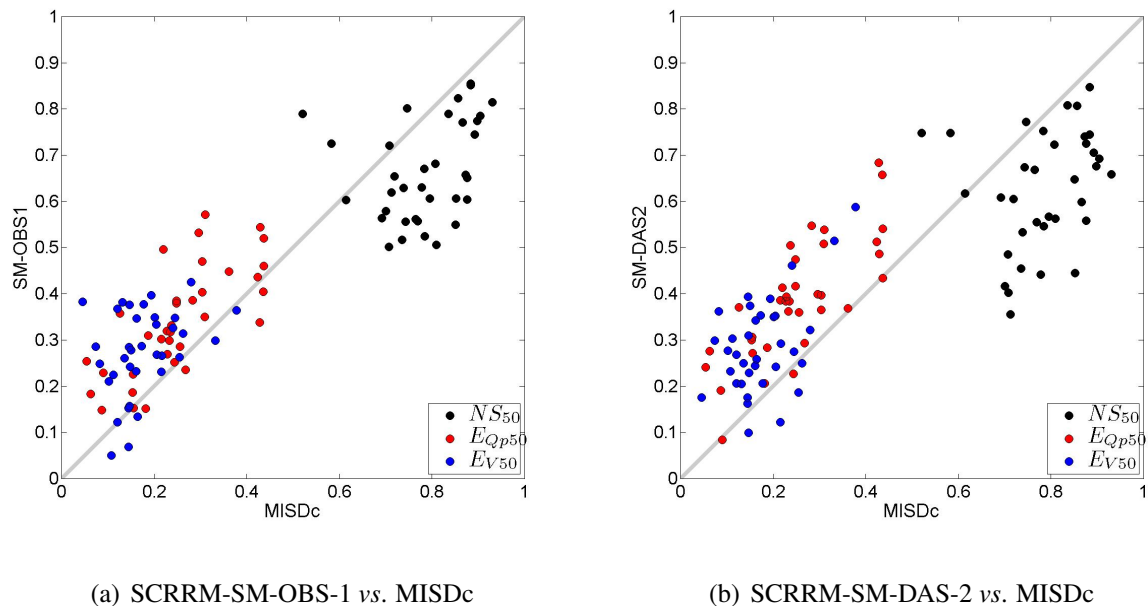 1
0.9
0.8
0.7
0.6
0.5
0.4
0.3
0.2
0.1
0
SM-OBS1
NS50
EQp50
EV50
0 0.2 0.4 0.6 0.8 1
MISDc
1
0.9
0.8
0.7
0.6
0.5
0.4
0.3
0.2
0.1
0
SM-DAS2
NS50
EQp50
EV50
0 0.2 0.4 0.6 0.8 1
MISDc
(a) SCRRM-SM-OBS-1 vs. MISDc
(b) SCRRM-SM-DAS-2 vs. MISDc